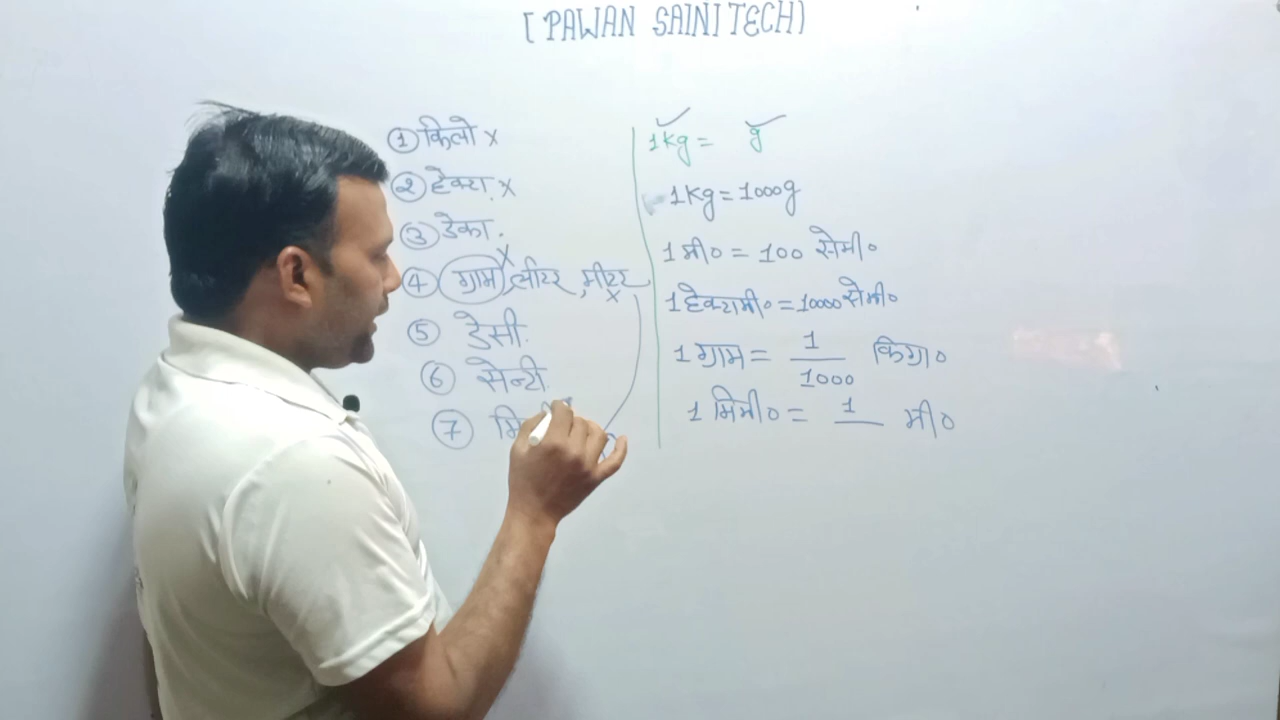 [PAWAN SAINI TECH]
① किलो x
② हेक्टा. x
③ डेका. x
④ ग्राम, लीटर, मीटर x
⑤ डेसी.
⑥ सेन्टी.
⑦
1Kg = g
1Kg = 1000g
1 मी० = 100 सेमी०
1 हेक्टामी० = 10000 सेमी०
1 ग्राम = 1/1000 किग्रा०
1 मिमी० = 1/ मी०